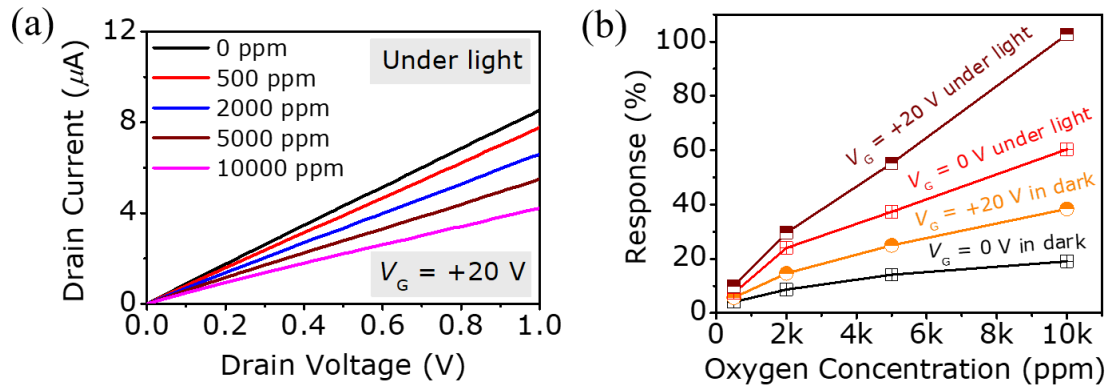 (a)
12
8
4
0
0.0 0.2 0.4 0.6 0.8 1.0
Drain Current (μA)
Drain Voltage (V)
0 ppm
500 ppm
2000 ppm
5000 ppm
10000 ppm
Under light
VG = +20 V
(b)
100
80
60
40
20
0
0 2k 4k 6k 8k 10k
Response (%)
Oxygen Concentration (ppm)
VG = +20 V under light
VG = 0 V under light
VG = +20 V in dark
VG = 0V in dark